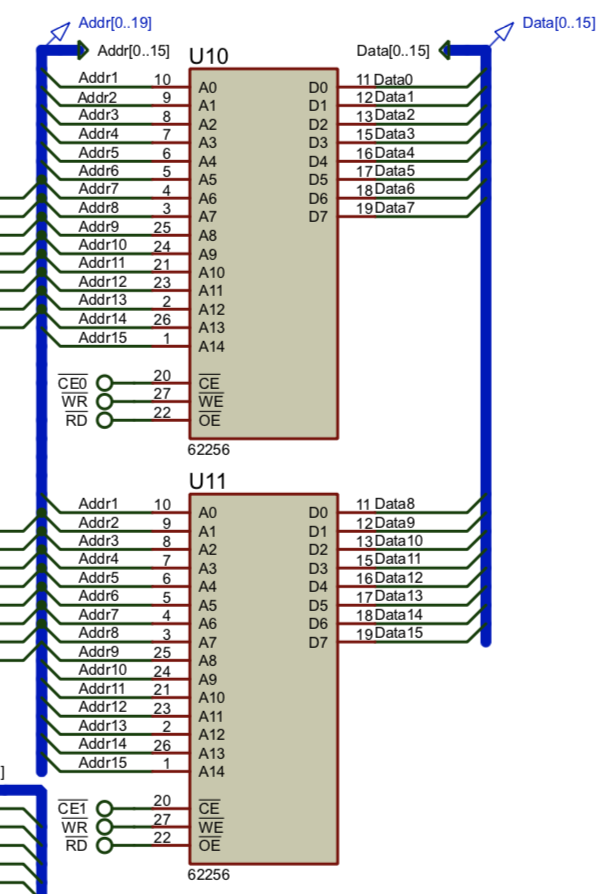 Addr[0..19] Data[0..15]
Addr[0..15] U10 Data[0..15]
Addr1 10 A0 D0 11 Data0
Addr2 9 A1 D1 12 Data1
Addr3 8 A2 D2 13 Data2
Addr4 7 A3 D3 15 Data3
Addr5 6 A4 D4 16 Data4
Addr6 5 A5 D5 17 Data5
Addr7 4 A6 D6 18 Data6
Addr8 3 A7 D7 19 Data7
Addr9 25 A8
Addr10 24 A9
Addr11 21 A10
Addr12 23 A11
Addr13 2 A12
Addr14 26 A13
Addr15 1 A14
CE0 20 CE
WR 27 WE
RD 22 OE
62256
U11
Addr1 10 A0 D0 11 Data8
Addr2 9 A1 D1 12 Data9
Addr3 8 A2 D2 13 Data10
Addr4 7 A3 D3 15 Data11
Addr5 6 A4 D4 16 Data12
Addr6 5 A5 D5 17 Data13
Addr7 4 A6 D6 18 Data14
Addr8 3 A7 D7 19 Data15
Addr9 25 A8
Addr10 24 A9
Addr11 21 A10
Addr12 23 A11
Addr13 2 A12
Addr14 26 A13
Addr15 1 A14
]
CE1 20 CE
WR 27 WE
RD 22 OE
62256